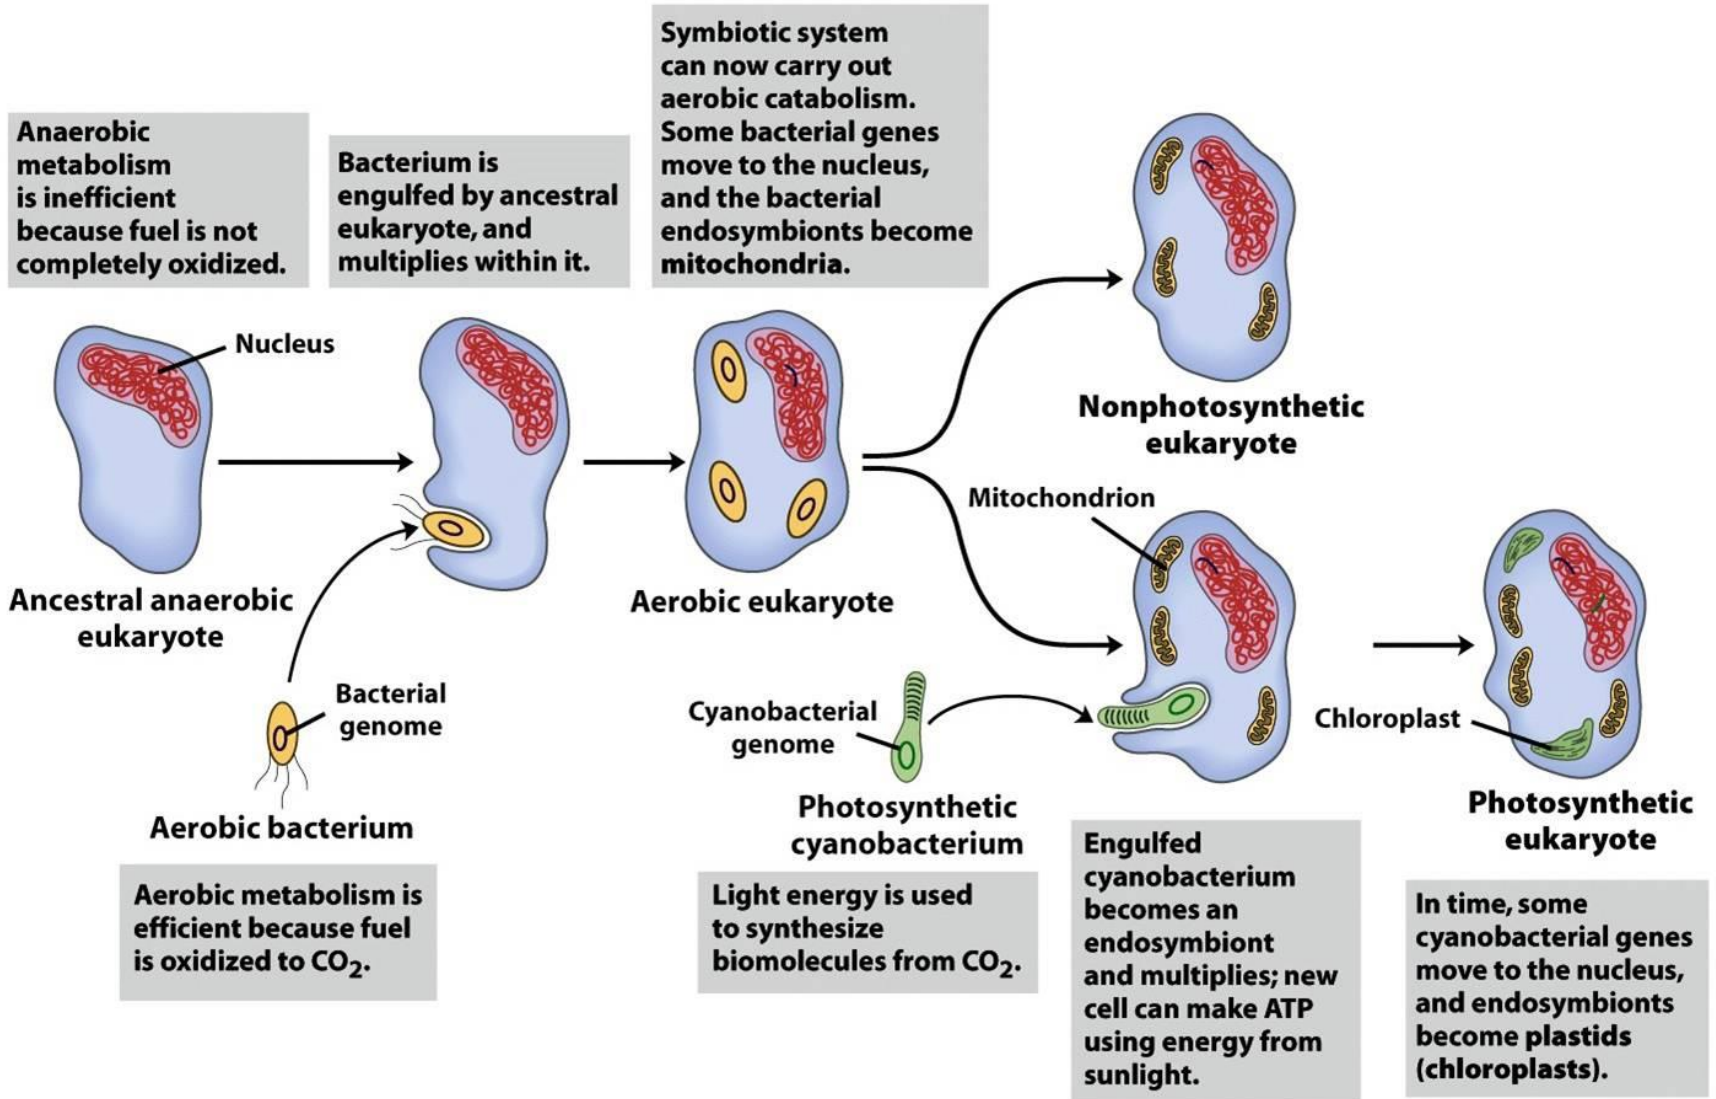 Anaerobic
metabolism
is inefficient
because fuel is not
completely oxidized.
Bacterium is
engulfed by ancestral
eukaryote, and
multiplies within it.
Symbiotic system
can now carry out
aerobic catabolism.
Some bacterial genes
move to the nucleus,
and the bacterial
endosymbionts become
mitochondria.
Nucleus
Ancestral anaerobic
eukaryote
Bacterial
genome
Aerobic bacterium
Aerobic metabolism is
efficient because fuel
is oxidized to CO₂.
Aerobic eukaryote
Nonphotosynthetic
eukaryote
Mitochondrion
Cyanobacterial
genome
Photosynthetic
cyanobacterium
Light energy is used
to synthesize
biomolecules from CO₂.
Engulfed
cyanobacterium
becomes an
endosymbiont
and multiplies; new
cell can make ATP
using energy from
sunlight.
Chloroplast
Photosynthetic
eukaryote
In time, some
cyanobacterial genes
move to the nucleus,
and endosymbionts
become plastids
(chloroplasts).